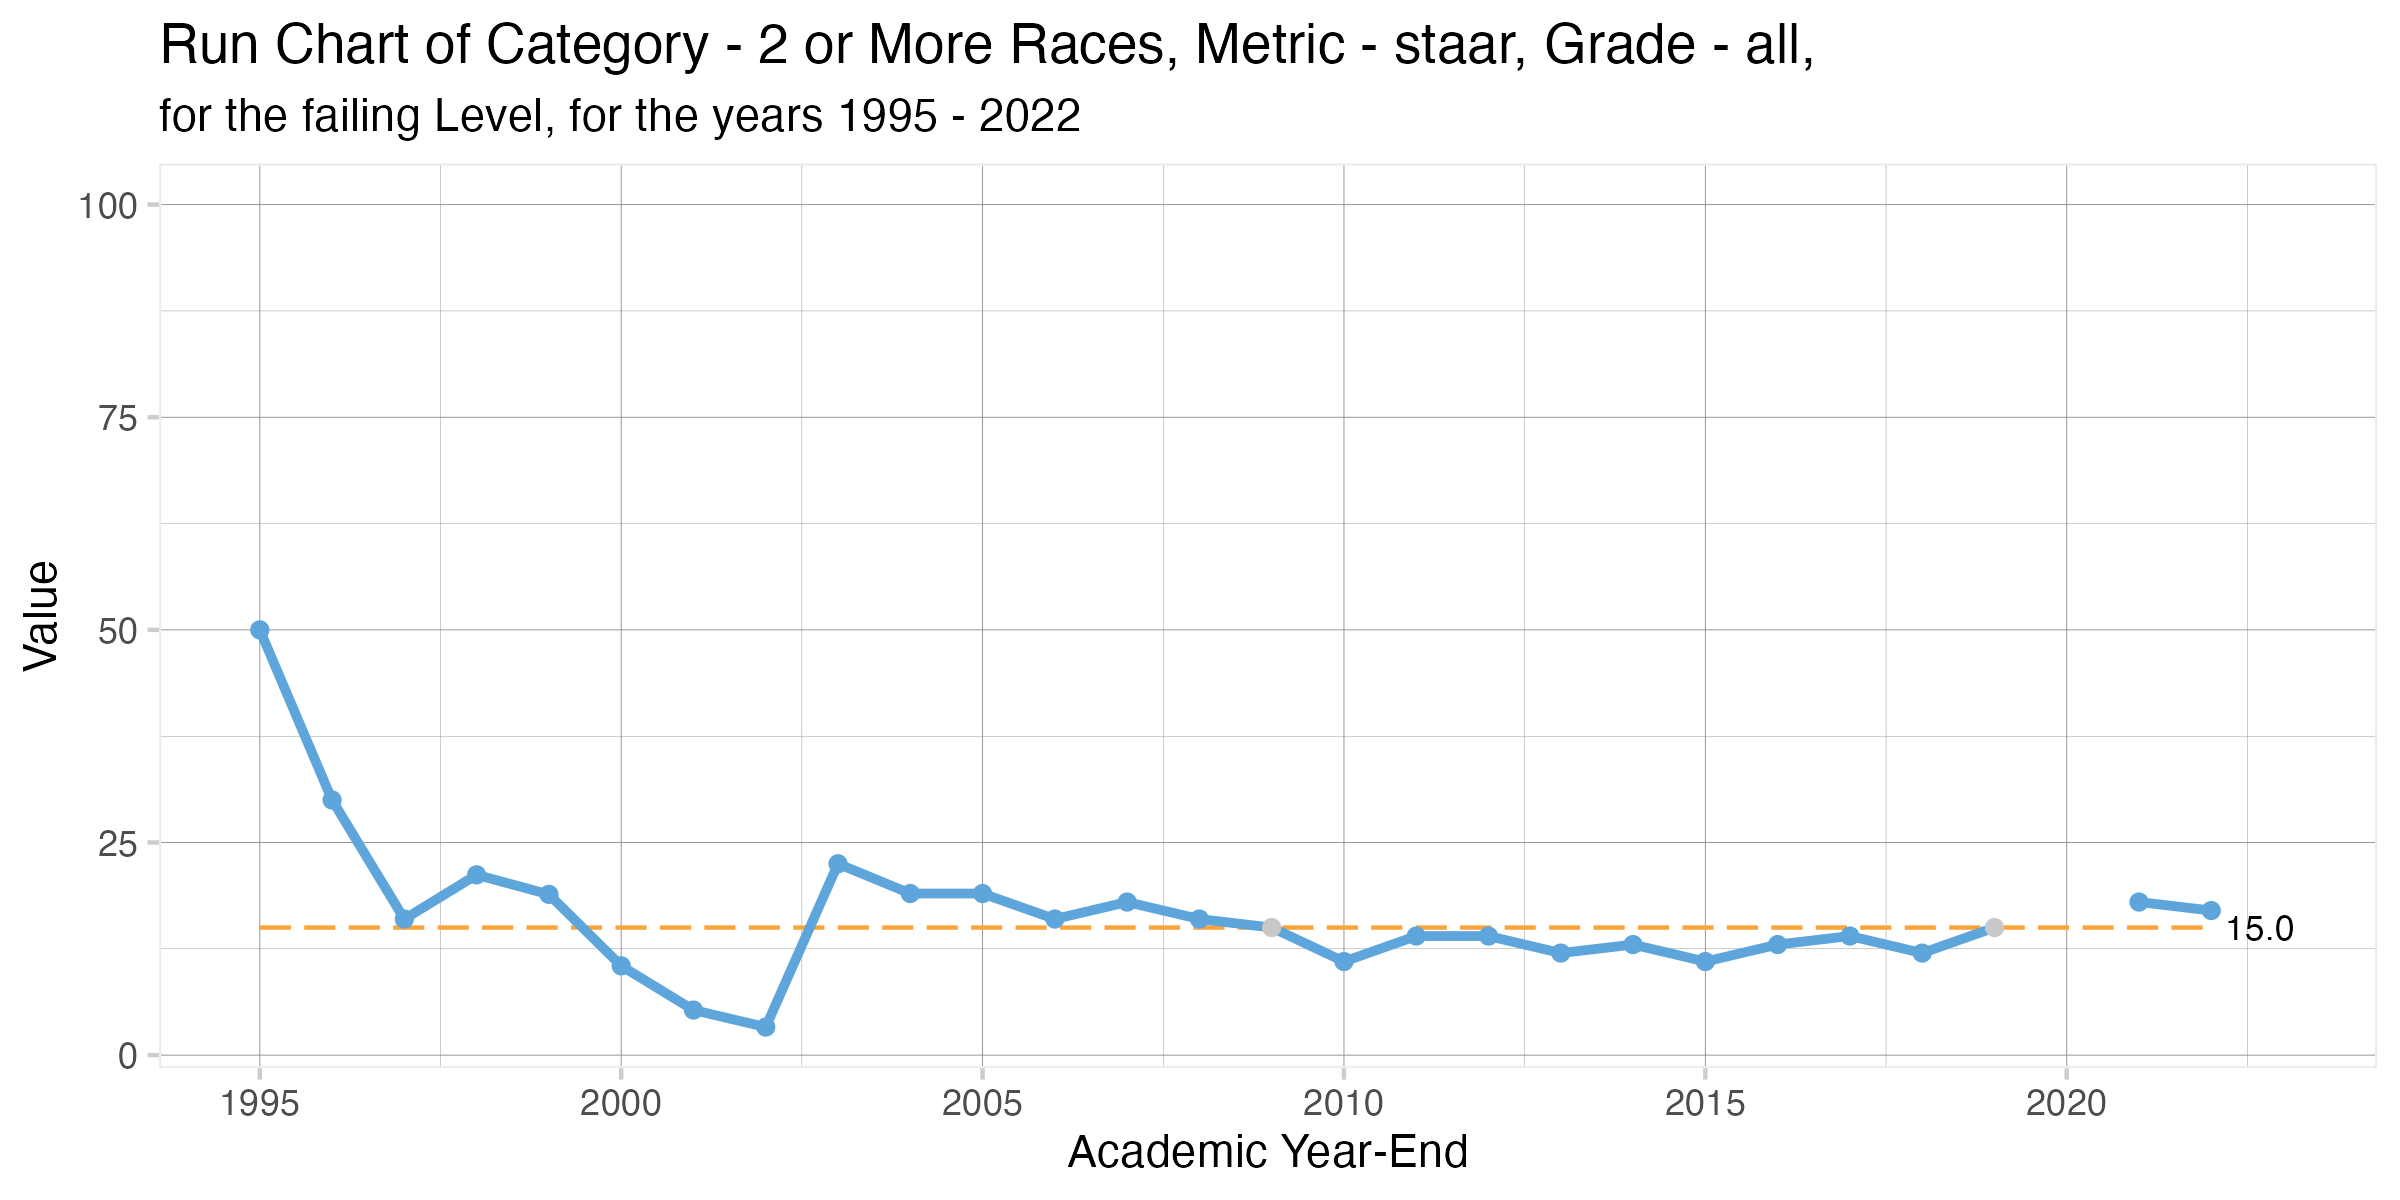 Run Chart of Category - 2 or More Races, Metric - staar, Grade - all,
for the failing Level, for the years 1995 - 2022
100
75
50
25
0
Value
15.0
1995 2000 2005 2010 2015 2020
Academic Year-End